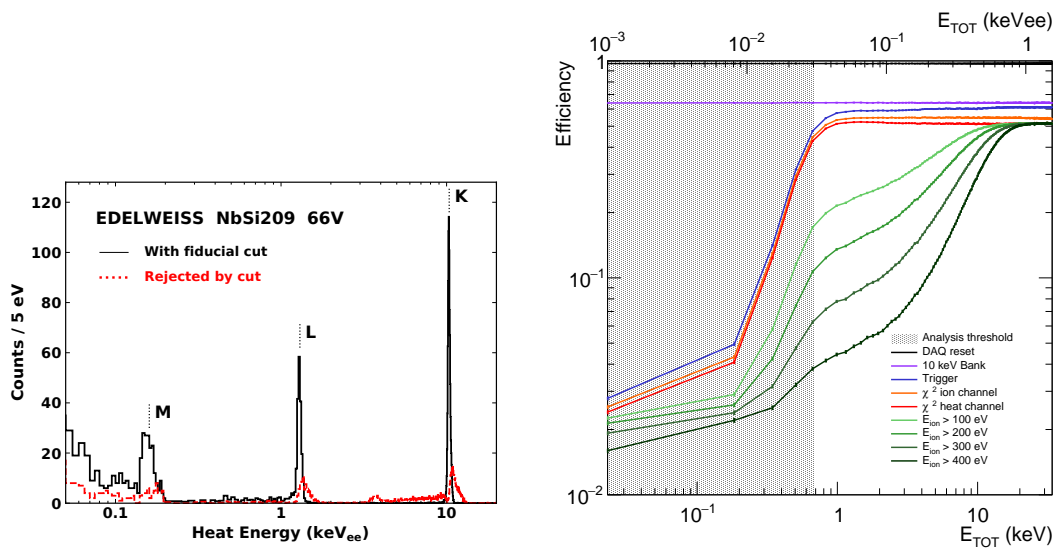 EDELWEISS NbSi209 66V
With fiducial cut
Rejected by cut
K
L
M
120
100
80
60
40
20
0
Counts / 5 eV
0.1
1
10
Heat Energy (keVee)
E_TOT (keVee)
10⁻³
10⁻²
10⁻¹
1
Efficiency
1
10⁻¹
10⁻²
Analysis threshold
DAQ reset
10 keV Bank
Trigger
χ² ion channel
χ² heat channel
E_ion > 100 eV
E_ion > 200 eV
E_ion > 300 eV
E_ion > 400 eV
10⁻¹
1
10
E_TOT (keV)